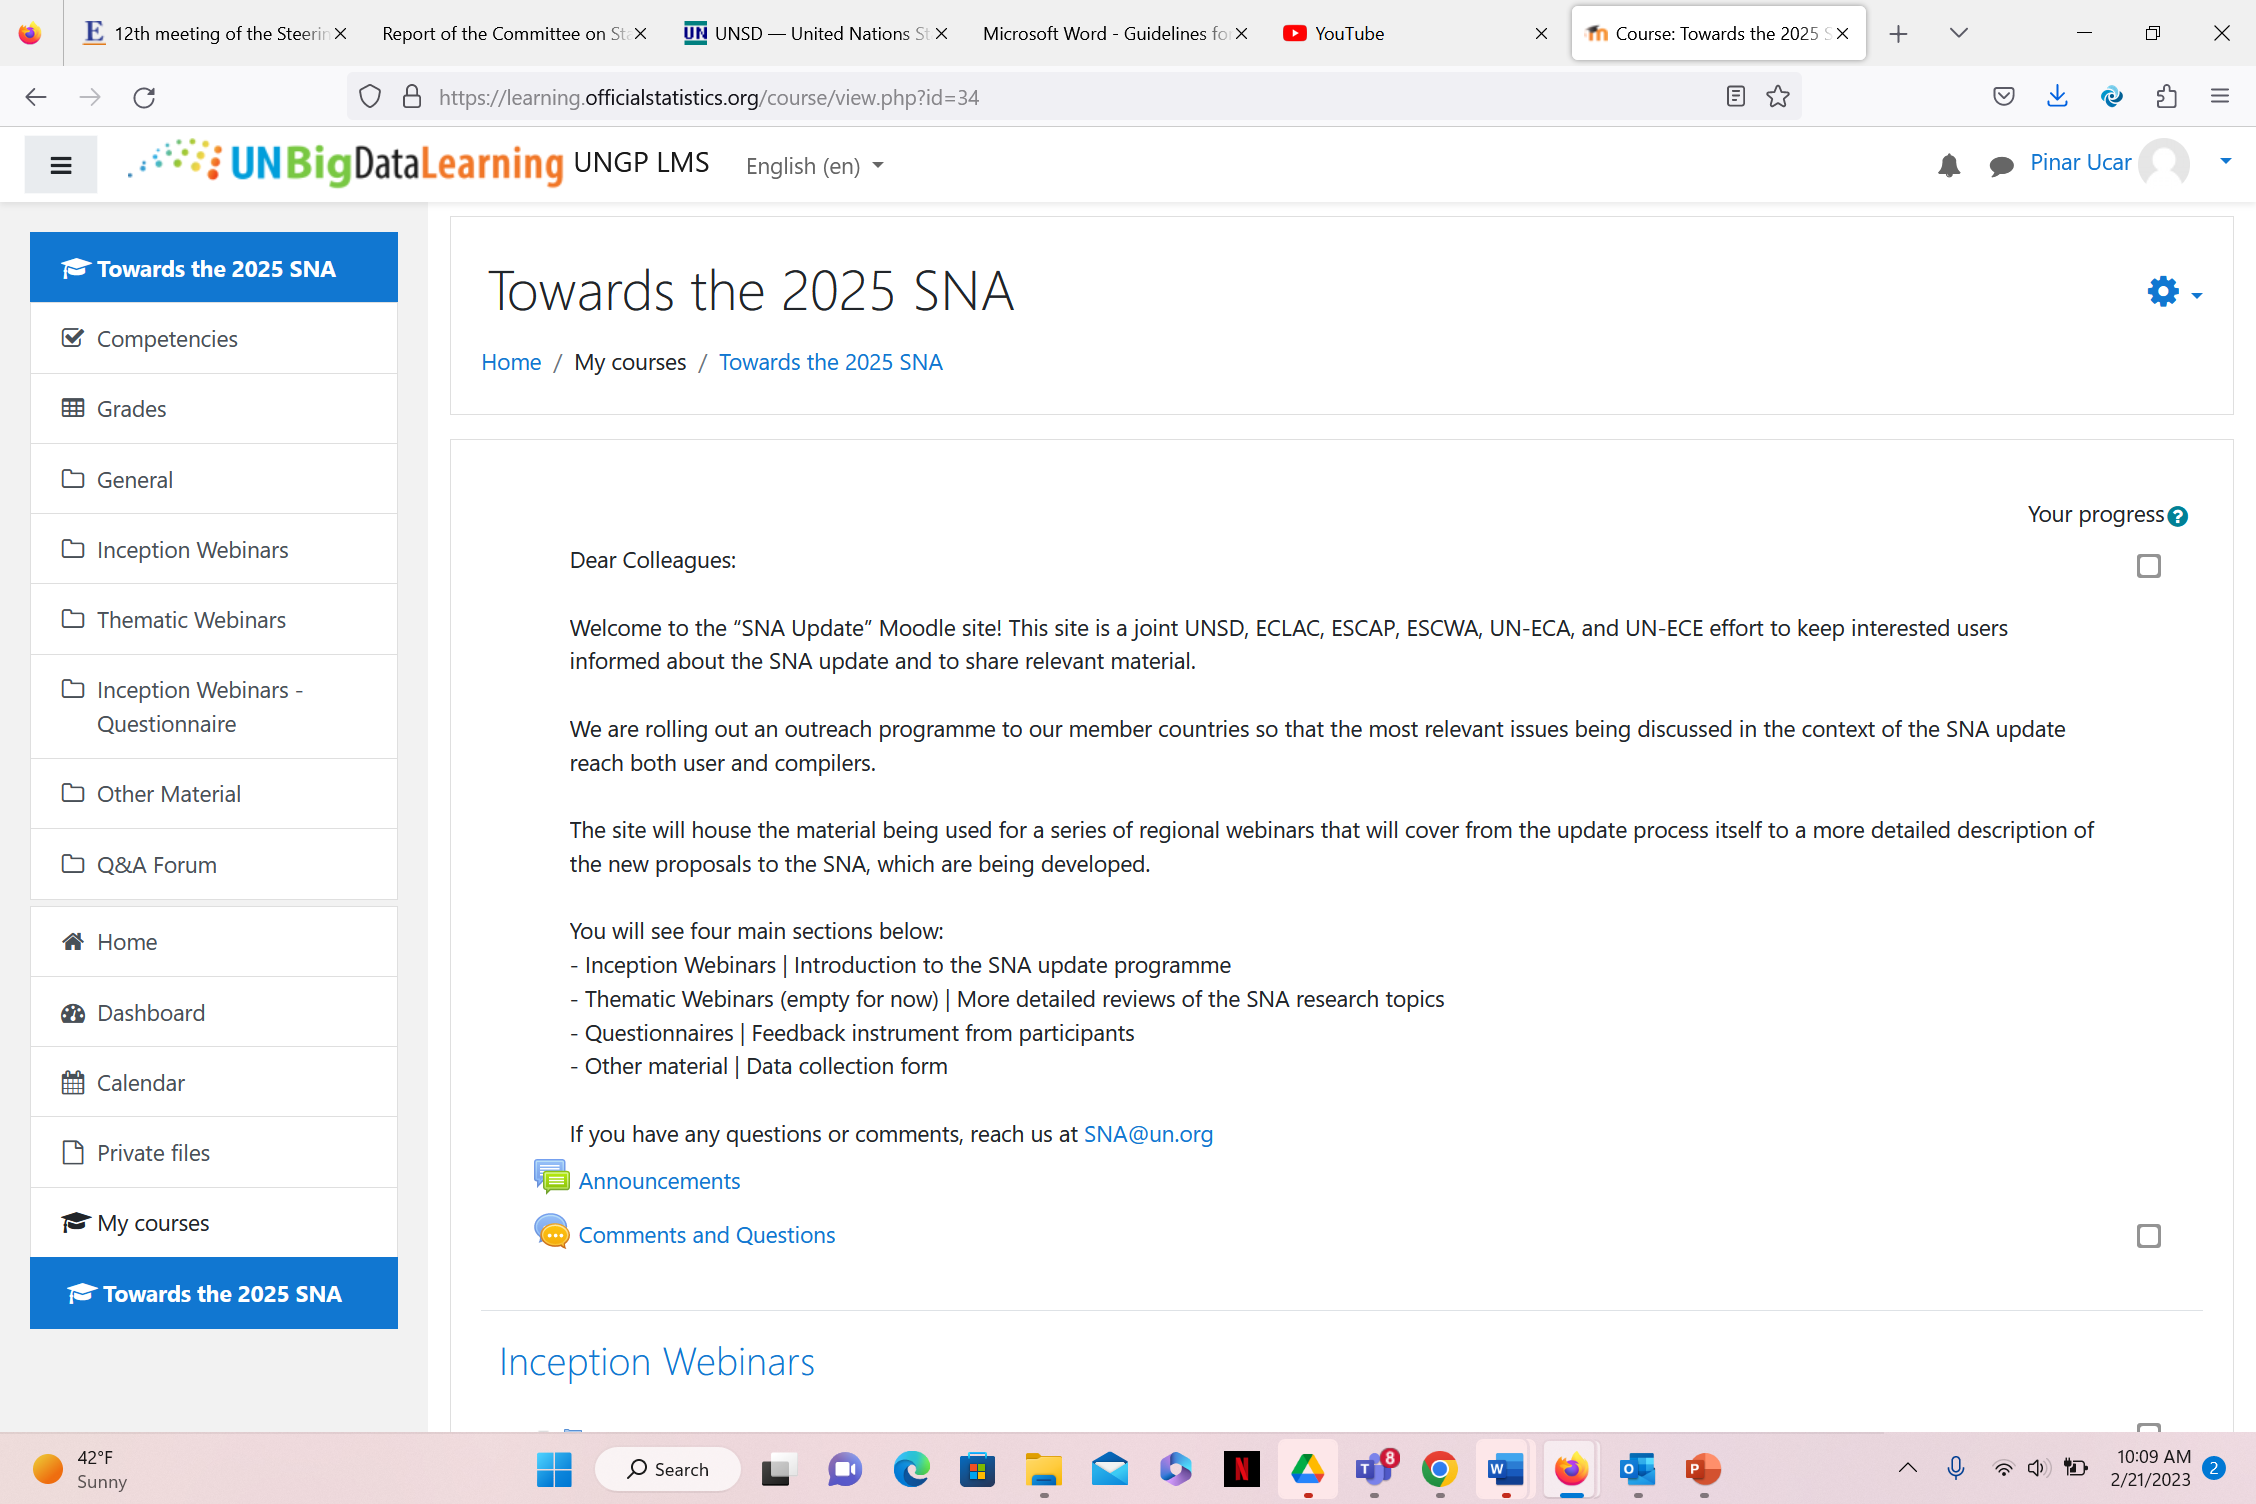 12th meeting of the Steerin
Report of the Committee on Sta
UN UNSD — United Nations St
Microsoft Word - Guidelines for
YouTube
Course: Towards the 2025 S
https://learning.officialstatistics.org/course/view.php?id=34
UNBigDataLearning UNGP LMS English (en) Pinar Ucar
Towards the 2025 SNA
Competencies
Grades
General
Inception Webinars
Thematic Webinars
Inception Webinars -
Questionnaire
Other Material
Q&A Forum
Home
Dashboard
Calendar
Private files
My courses
Towards the 2025 SNA
Towards the 2025 SNA
Home / My courses / Towards the 2025 SNA
Your progress
Dear Colleagues:
Welcome to the “SNA Update” Moodle site! This site is a joint UNSD, ECLAC, ESCAP, ESCWA, UN-ECA, and UN-ECE effort to keep interested users
informed about the SNA update and to share relevant material.
We are rolling out an outreach programme to our member countries so that the most relevant issues being discussed in the context of the SNA update
reach both user and compilers.
The site will house the material being used for a series of regional webinars that will cover from the update process itself to a more detailed description of
the new proposals to the SNA, which are being developed.
You will see four main sections below:
- Inception Webinars | Introduction to the SNA update programme
- Thematic Webinars (empty for now) | More detailed reviews of the SNA research topics
- Questionnaires | Feedback instrument from participants
- Other material | Data collection form
If you have any questions or comments, reach us at SNA@un.org
Announcements
Comments and Questions
Inception Webinars
42°F
Sunny
Search
8
10:09 AM
2/21/2023
2